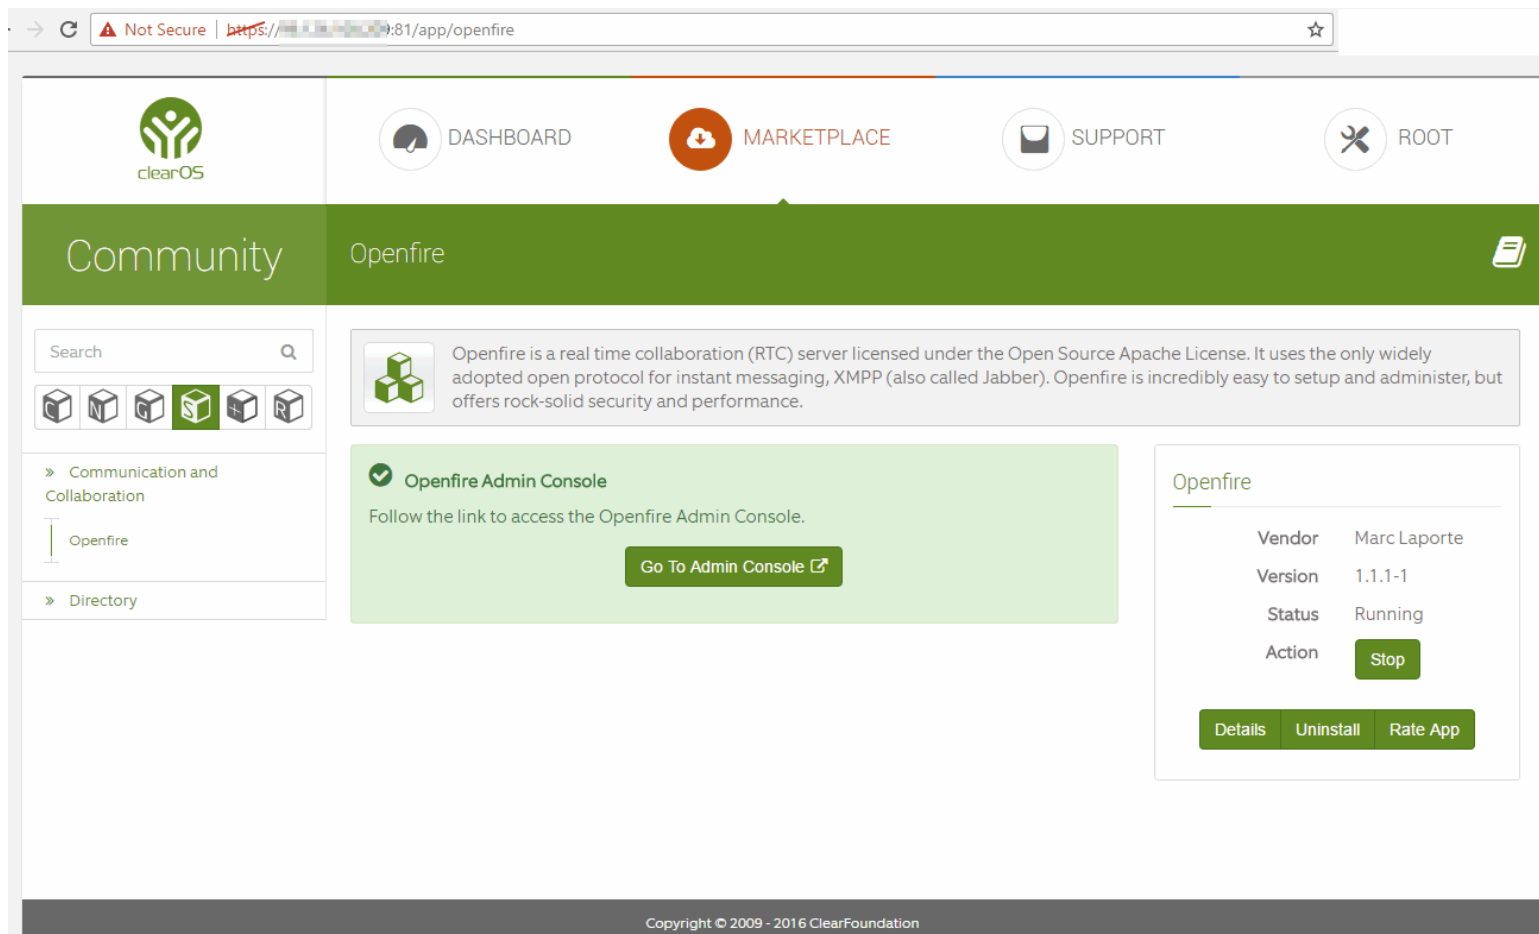 Not Secure | https:// :81/app/openfire
clearOS
DASHBOARD
MARKETPLACE
SUPPORT
ROOT
Community
Openfire
Search
C N G S + R
Openfire is a real time collaboration (RTC) server licensed under the Open Source Apache License. It uses the only widely
adopted open protocol for instant messaging, XMPP (also called Jabber). Openfire is incredibly easy to setup and administer, but
offers rock-solid security and performance.
» Communication and
Collaboration
Openfire
» Directory
Openfire Admin Console
Follow the link to access the Openfire Admin Console.
Go To Admin Console
Openfire
Vendor Marc Laporte
Version 1.1.1-1
Status Running
Action Stop
Details Uninstall Rate App
Copyright © 2009 - 2016 ClearFoundation